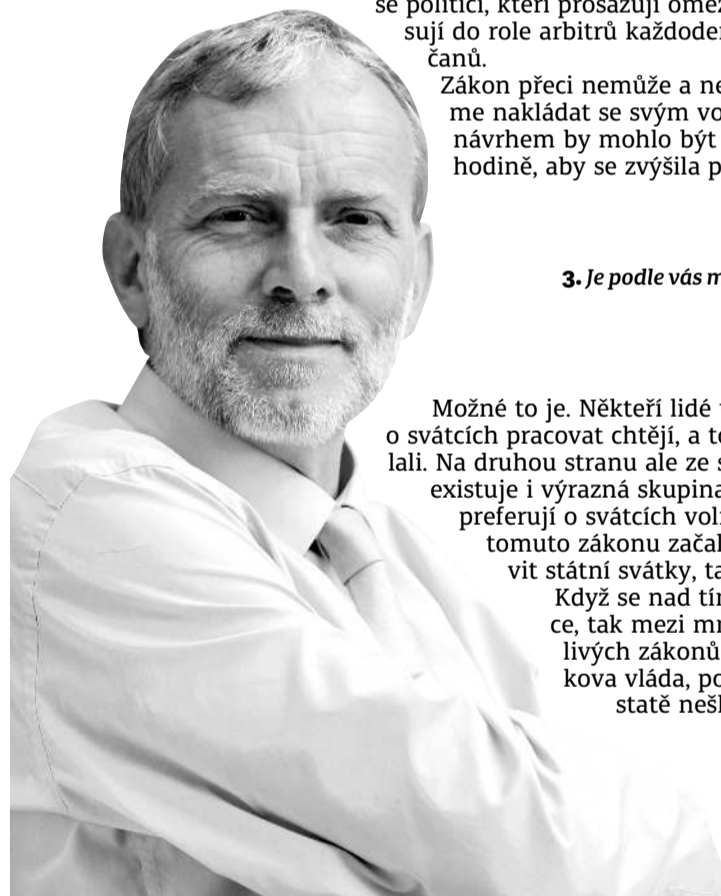 se politici, kteří prosazují omez
sují do role arbitrů každoden
čanů.
Zákon přeci nemůže a ne
me nakládat se svým vo
návrhem by mohlo být
hodině, aby se zvýšila p
3. Je podle vás m
Možné to je. Někteří lidé
o svátcích pracovat chtějí, a to
lali. Na druhou stranu ale ze s
existuje i výrazná skupina
preferují o svátcích voln
tomuto zákonu začal
vit státní svátky, ta
Když se nad tím
ce, tak mezi mn
livých zákonů
kova vláda, po
statě nešl